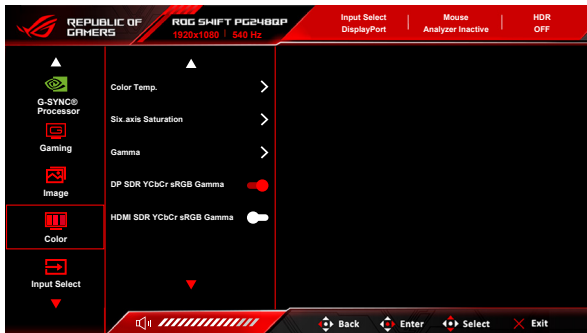 REPUBLIC OF
GAMERS
ROG SWIFT PG248QP
1920x1080 | 540 Hz
Input Select
DisplayPort
Mouse
Analyzer Inactive
HDR
OFF
G-SYNC®
Processor
Gaming
Image
Color
Input Select
Color Temp.
Six.axis Saturation
Gamma
DP SDR YCbCr sRGB Gamma
HDMI SDR YCbCr sRGB Gamma
Back
Enter
Select
Exit